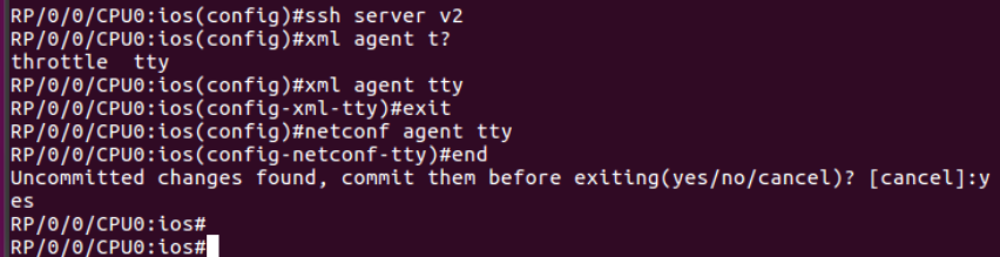 RP/0/0/CPU0:ios(config)#ssh server v2
RP/0/0/CPU0:ios(config)#xml agent t?
throttle  tty
RP/0/0/CPU0:ios(config)#xml agent tty
RP/0/0/CPU0:ios(config-xml-tty)#exit
RP/0/0/CPU0:ios(config)#netconf agent tty
RP/0/0/CPU0:ios(config-netconf-tty)#end
Uncommitted changes found, commit them before exiting(yes/no/cancel)? [cancel]:y
es
RP/0/0/CPU0:ios#
RP/0/0/CPU0:ios#